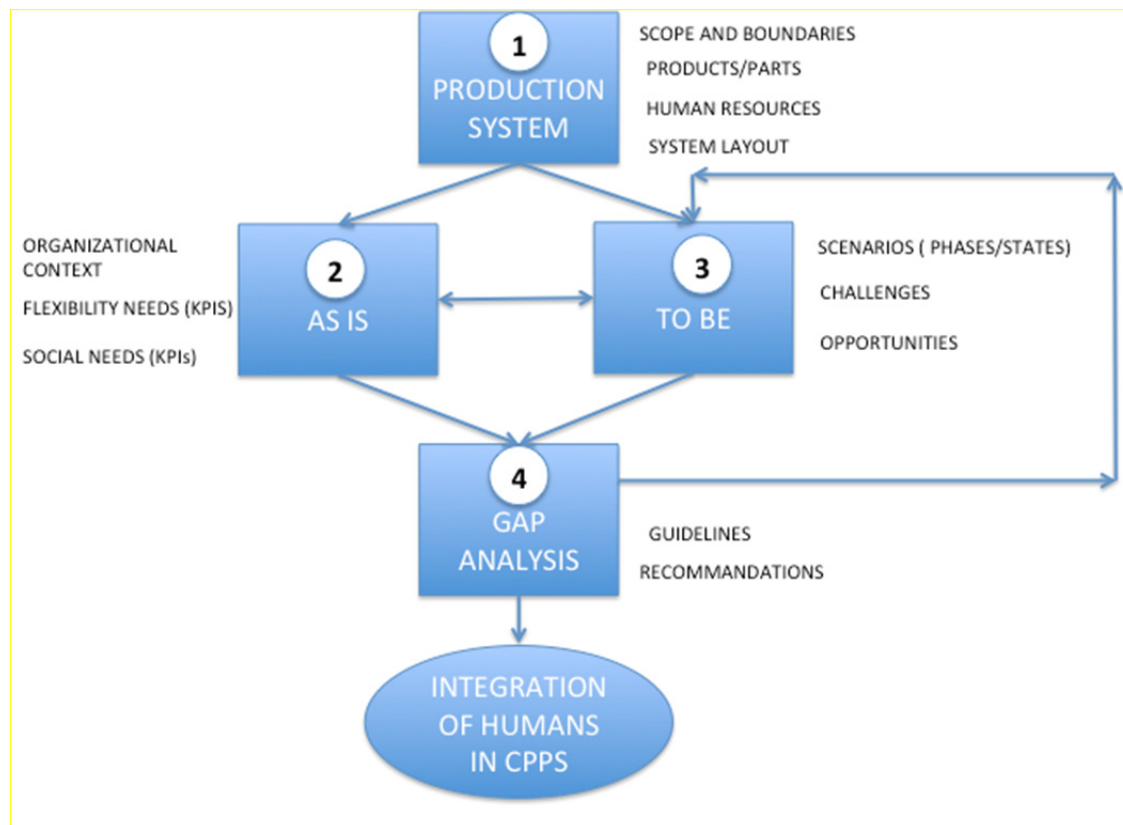 1
PRODUCTION
SYSTEM
SCOPE AND BOUNDARIES
PRODUCTS/PARTS
HUMAN RESOURCES
SYSTEM LAYOUT
ORGANIZATIONAL
CONTEXT
FLEXIBILITY NEEDS (KPIS)
SOCIAL NEEDS (KPIs)
2
AS IS
3
TO BE
SCENARIOS ( PHASES/STATES)
CHALLENGES
OPPORTUNITIES
4
GAP
ANALYSIS
GUIDELINES
RECOMMANDATIONS
INTEGRATION
OF HUMANS
IN CPPS